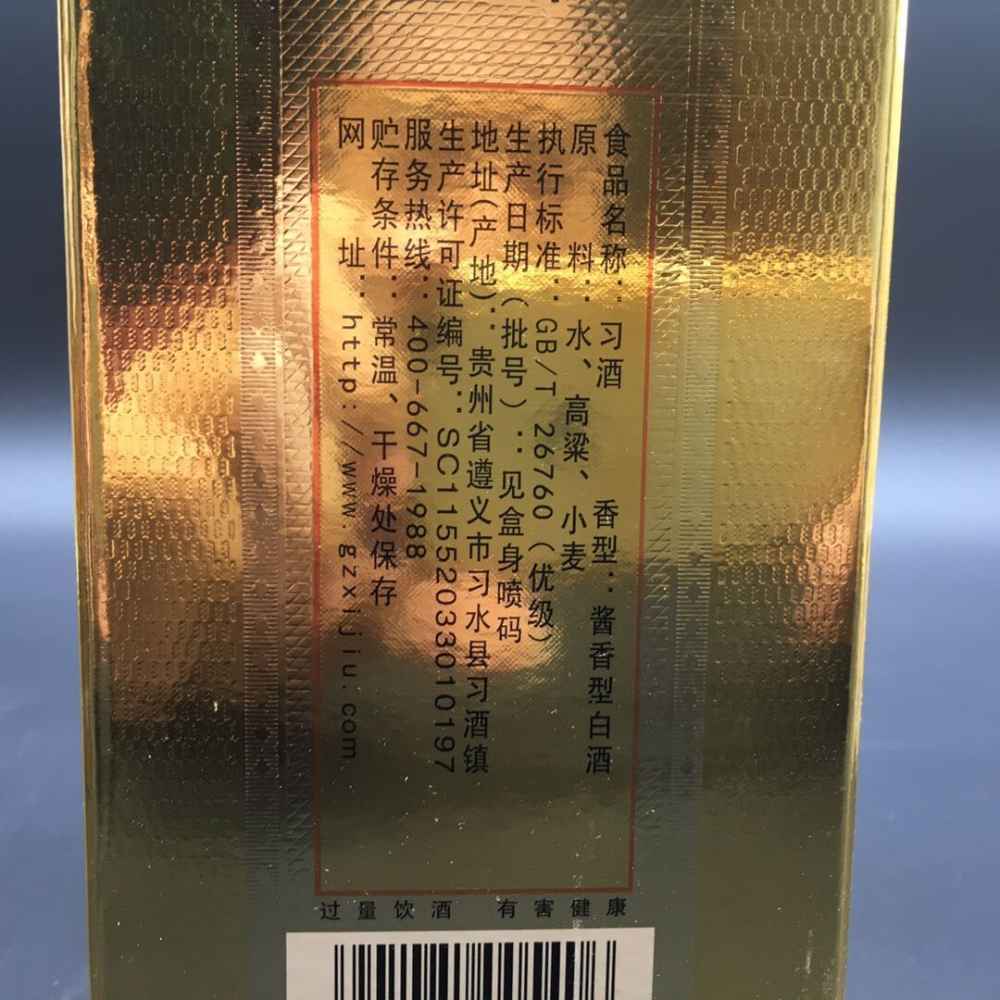 食品名称：习酒 香型：酱香型白酒
原料：水、高粱、小麦
执行标准：GB/T 26760（优级）
生产日期（批号）：见盒身喷码
地址(产地)：贵州省遵义市习水县习酒镇
生产许可证编号：SC11552033010197
服务热线：400-667-1988
贮存条件：常温、干燥处保存
网址：http://www.gzxijiu.com
过量饮酒 有害健康